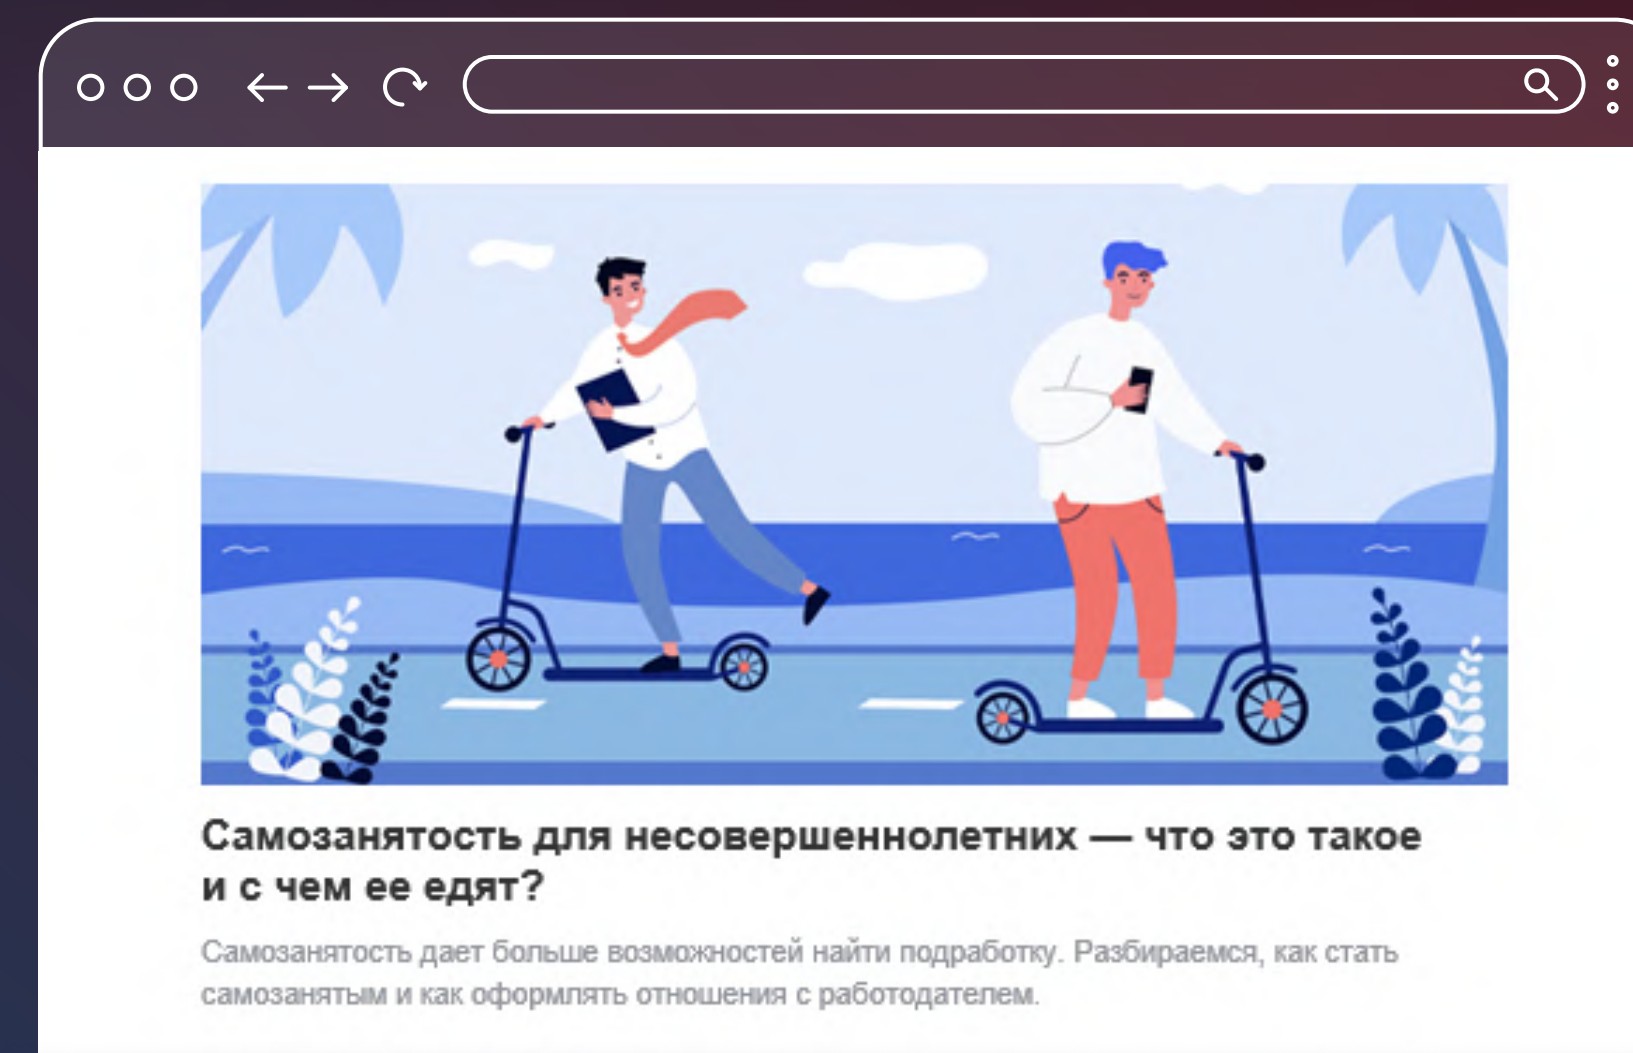 Самозанятость для несовершеннолетних — что это такое
и с чем ее едят?
Самозанятость дает больше возможностей найти подработку. Разбираемся, как стать
самозанятым и как оформлять отношения с работодателем.